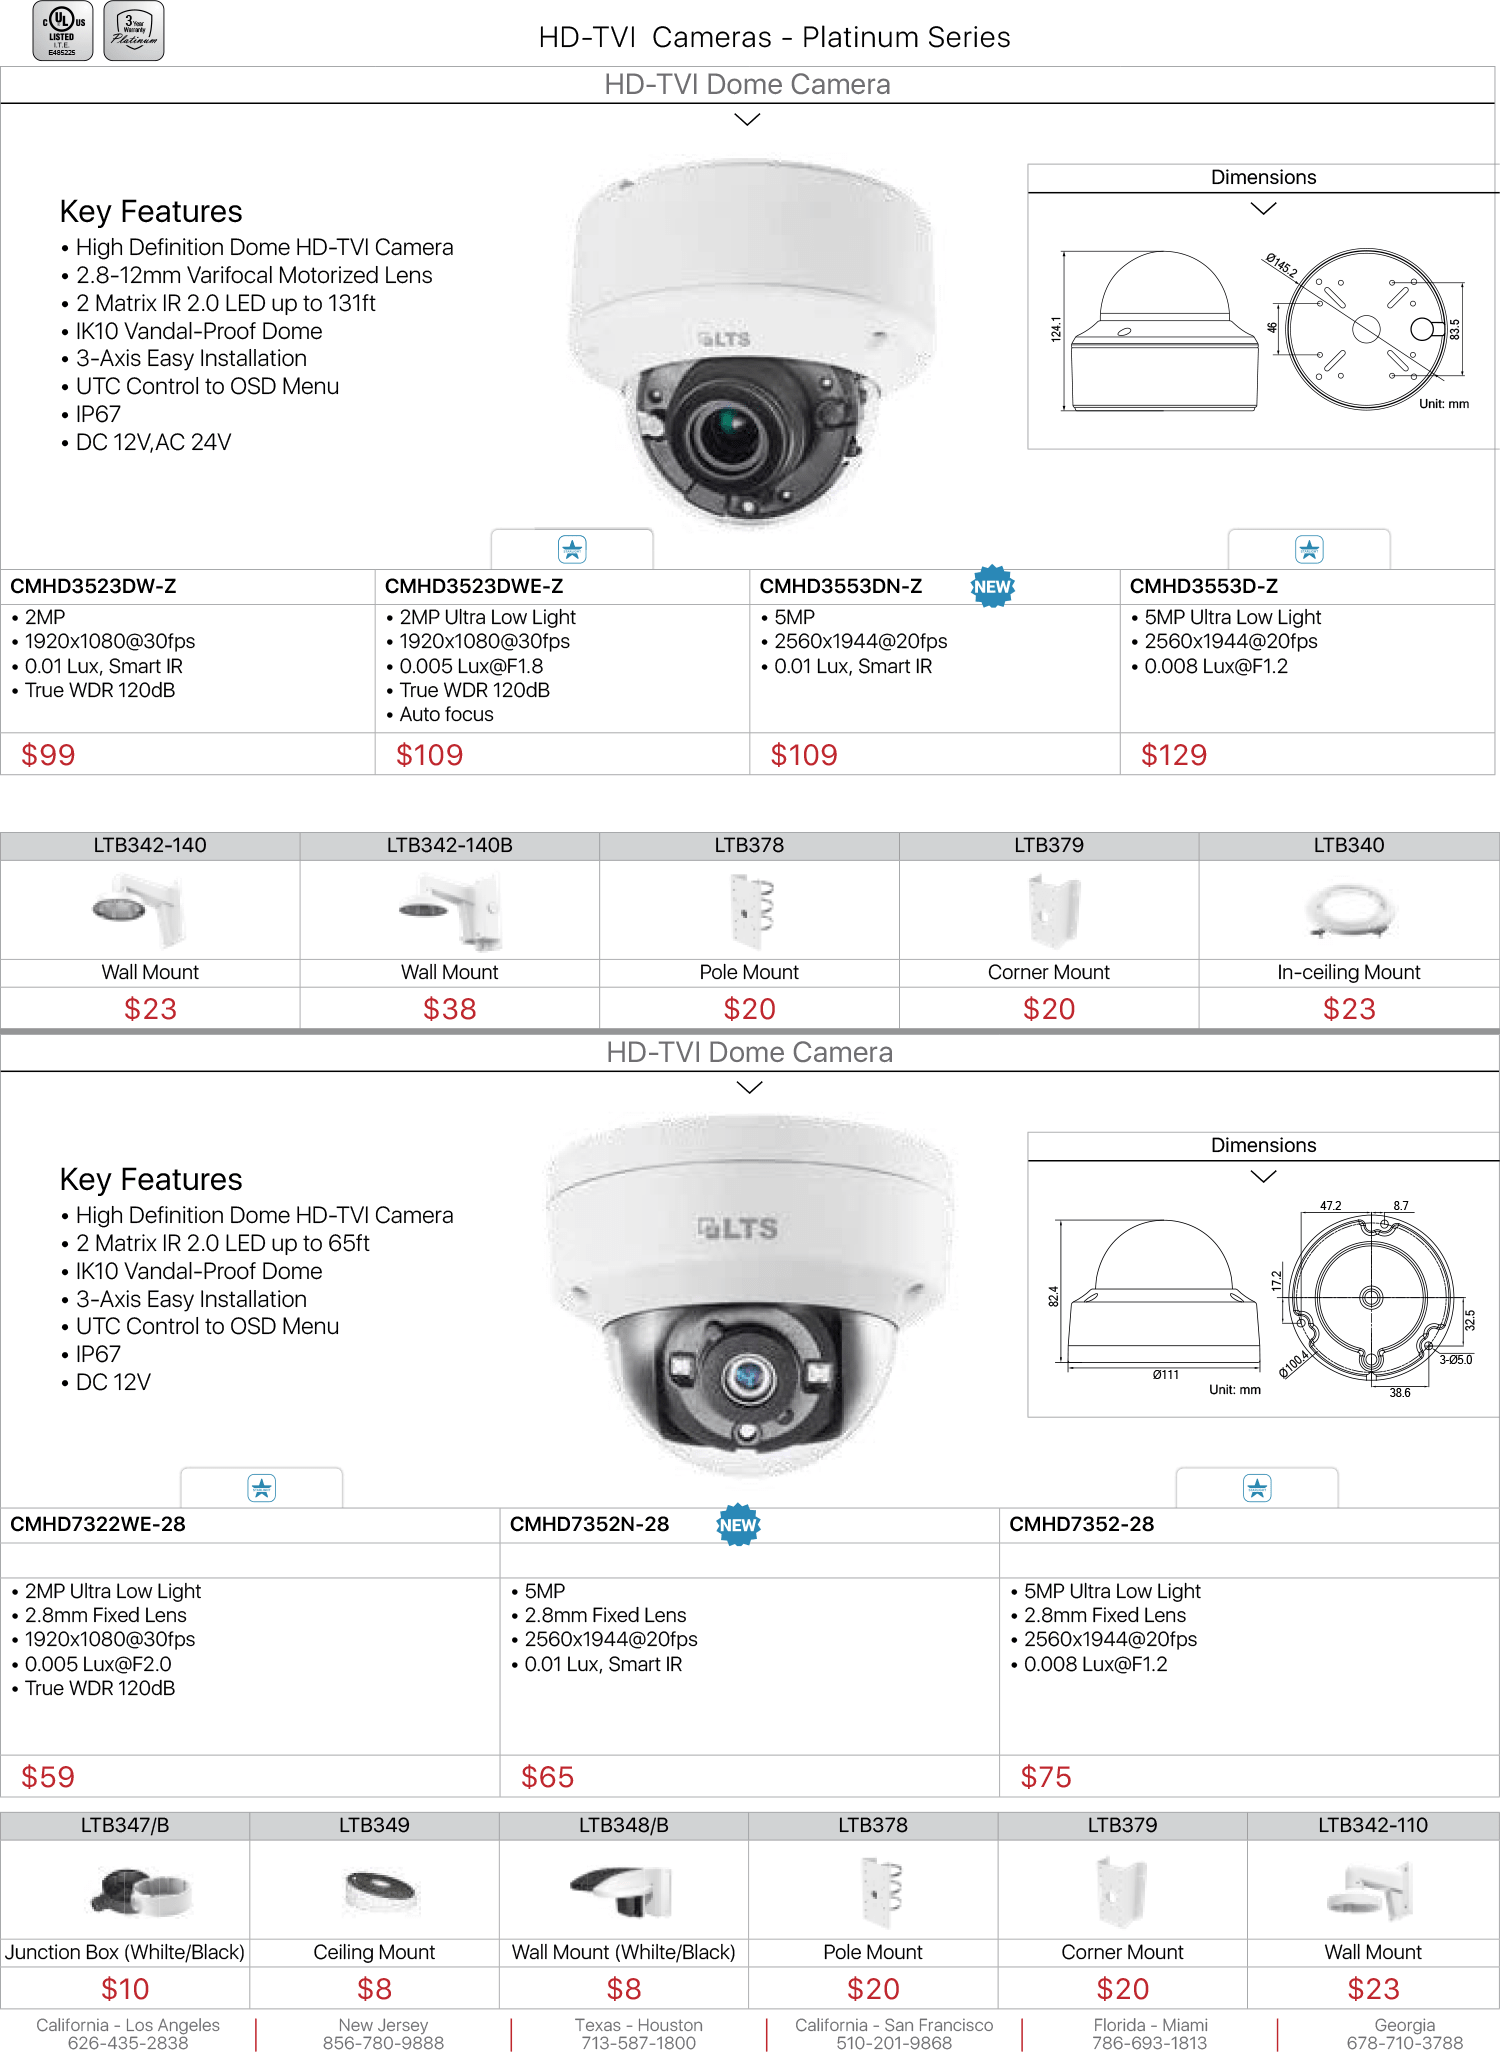 C UL US LISTED
I.T.E.
E485225
3 Year
Warranty
Platinum
HD-TVI Cameras - Platinum Series
HD-TVI Dome Camera
Key Features
• High Definition Dome HD-TVI Camera
• 2.8-12mm Varifocal Motorized Lens
• 2 Matrix IR 2.0 LED up to 131ft
• IK10 Vandal-Proof Dome
• 3-Axis Easy Installation
• UTC Control to OSD Menu
• IP67
• DC 12V,AC 24V
LTS
Dimensions
124.1
Ø145.2
46
83.5
Unit: mm
CMHD3523DW-Z
• 2MP
• 1920x1080@30fps
• 0.01 Lux, Smart IR
• True WDR 120dB
$99
CMHD3523DWE-Z
• 2MP Ultra Low Light
• 1920x1080@30fps
• 0.005 Lux@F1.8
• True WDR 120dB
• Auto focus
$109
CMHD3553DN-Z
NEW
• 5MP
• 2560x1944@20fps
• 0.01 Lux, Smart IR
$109
CMHD3553D-Z
• 5MP Ultra Low Light
• 2560x1944@20fps
• 0.008 Lux@F1.2
$129
LTB342-140
Wall Mount
$23
LTB342-140B
Wall Mount
$38
LTB378
Pole Mount
$20
LTB379
Corner Mount
$20
LTB340
In-ceiling Mount
$23
HD-TVI Dome Camera
Key Features
• High Definition Dome HD-TVI Camera
• 2 Matrix IR 2.0 LED up to 65ft
• IK10 Vandal-Proof Dome
• 3-Axis Easy Installation
• UTC Control to OSD Menu
• IP67
• DC 12V
LTS
Dimensions
82.4
Ø111
Unit: mm
47.2
8.7
17.2
32.5
Ø100.4
3-Ø5.0
38.6
CMHD7322WE-28
• 2MP Ultra Low Light
• 2.8mm Fixed Lens
• 1920x1080@30fps
• 0.005 Lux@F2.0
• True WDR 120dB
$59
CMHD7352N-28
NEW
• 5MP
• 2.8mm Fixed Lens
• 2560x1944@20fps
• 0.01 Lux, Smart IR
$65
CMHD7352-28
• 5MP Ultra Low Light
• 2.8mm Fixed Lens
• 2560x1944@20fps
• 0.008 Lux@F1.2
$75
LTB347/B
Junction Box (Whilte/Black)
$10
LTB349
Ceiling Mount
$8
LTB348/B
Wall Mount (Whilte/Black)
$8
LTB378
Pole Mount
$20
LTB379
Corner Mount
$20
LTB342-110
Wall Mount
$23
California - Los Angeles
626-435-2838
New Jersey
856-780-9888
Texas - Houston
713-587-1800
California - San Francisco
510-201-9868
Florida - Miami
786-693-1813
Georgia
678-710-3788